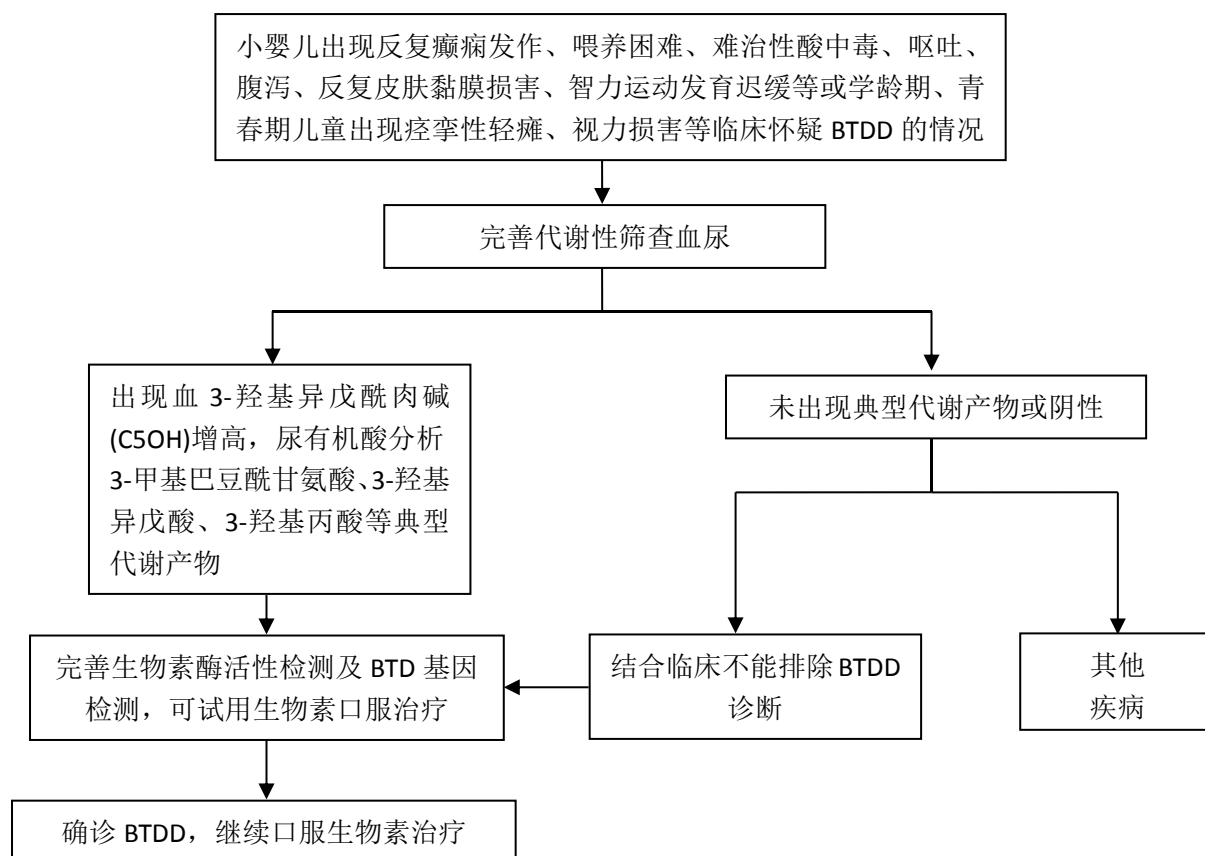 小婴儿出现反复癫痫发作、喂养困难、难治性酸中毒、呕吐、
腹泻、反复皮肤黏膜损害、智力运动发育迟缓等或学龄期、青
春期儿童出现痉挛性轻瘫、视力损害等临床怀疑 BTDD 的情况
完善代谢性筛查血尿
出现血 3-羟基异戊酰肉碱
(C5OH)增高，尿有机酸分析
3-甲基巴豆酰甘氨酸、3-羟基
异戊酸、3-羟基丙酸等典型
代谢产物
未出现典型代谢产物或阴性
完善生物素酶活性检测及 BTD 基因
检测，可试用生物素口服治疗
结合临床不能排除 BTDD
诊断
其他
疾病
确诊 BTDD，继续口服生物素治疗